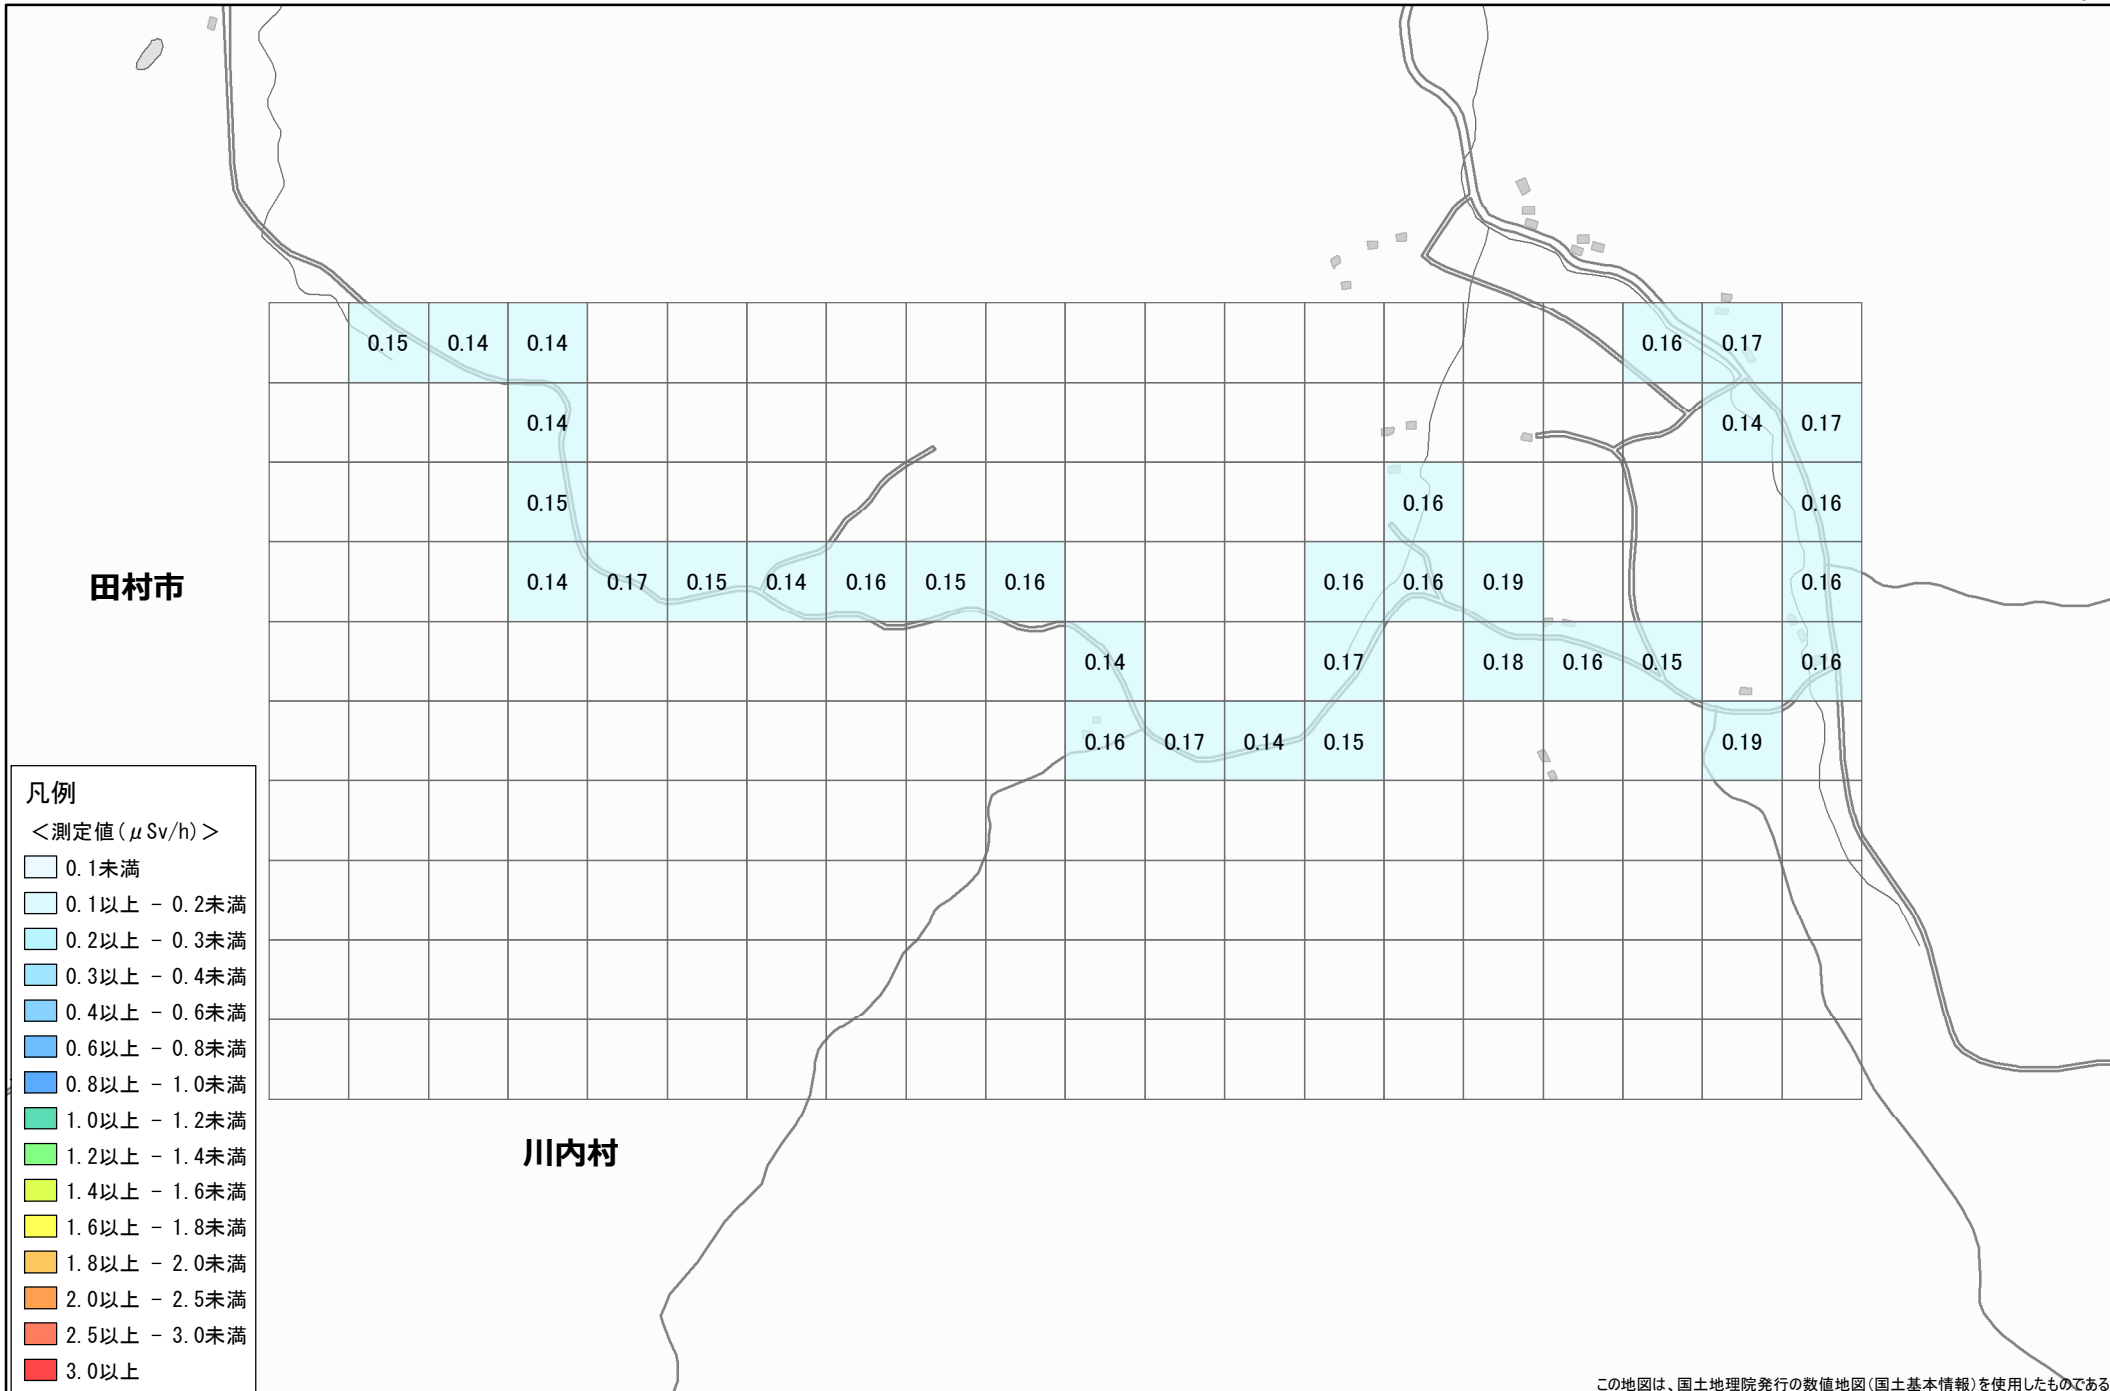 0.15 0.14 0.14 0.16 0.17
0.14 0.14 0.17
0.15 0.16 0.16
0.14 0.17 0.15 0.14 0.16 0.15 0.16 0.16 0.16 0.19 0.16
田村市
0.14 0.17 0.18 0.16 0.15 0.16
0.16 0.17 0.14 0.15 0.19
川内村
凡例
＜測定値(μSv/h)＞
0.1未満
0.1以上 - 0.2未満
0.2以上 - 0.3未満
0.3以上 - 0.4未満
0.4以上 - 0.6未満
0.6以上 - 0.8未満
0.8以上 - 1.0未満
1.0以上 - 1.2未満
1.2以上 - 1.4未満
1.4以上 - 1.6未満
1.6以上 - 1.8未満
1.8以上 - 2.0未満
2.0以上 - 2.5未満
2.5以上 - 3.0未満
3.0以上
この地図は、国土地理院発行の数値地図(国土基本情報)を使用したものである